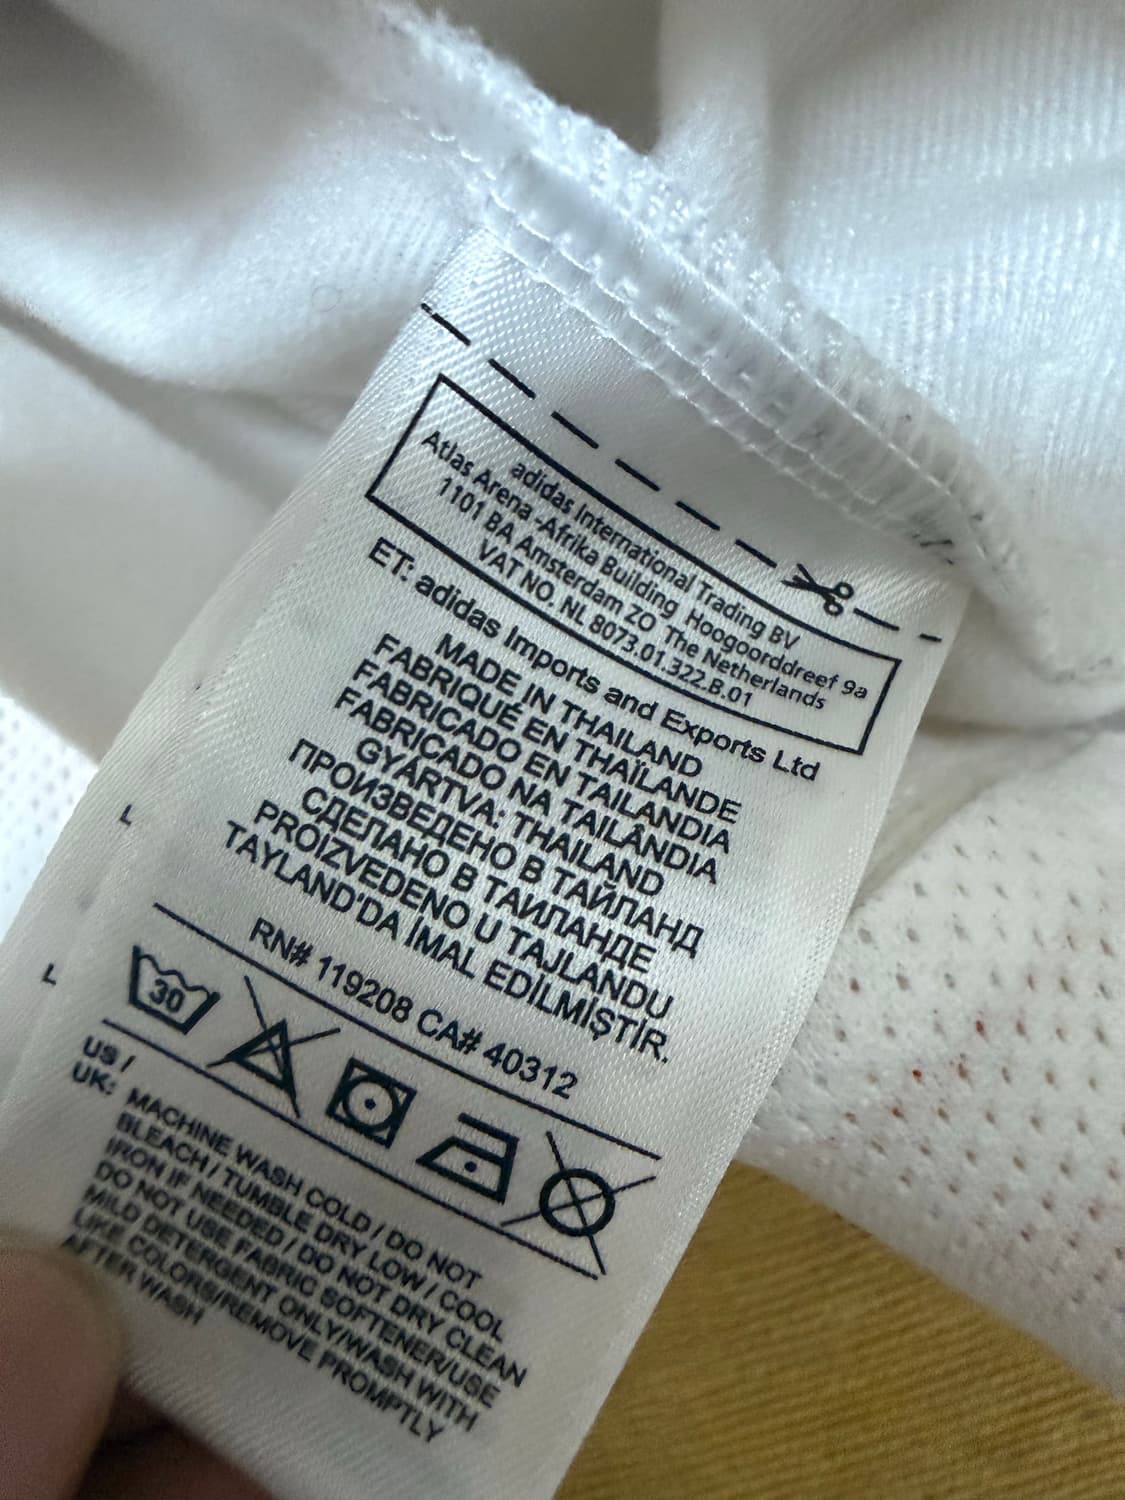 adidas International Trading BV
Atlas Arena -Afrika Building Hoogoorddreef 9a
1101 BA Amsterdam ZO The Netherlands
VAT NO. NL 8073.01.322.B.01
ET: adidas Imports and Exports Ltd
MADE IN THAILAND
FABRIQUÉ EN THAÏLANDE
FABRICADO EN TAILANDIA
FABRICADO NA TAILÂNDIA
GYÁRTVA: THAILAND
ПРОИЗВЕДЕНО В ТАЙЛАНД
СДЕЛАНО В ТАИЛАНДЕ
PROIZVEDENO U TAJLANDU
TAYLAND'DA İMAL EDİLMİŞTİR.
RN# 119208 CA# 40312
30
US /
UK: MACHINE WASH COLD / DO NOT
BLEACH / TUMBLE DRY LOW / COOL
IRON IF NEEDED / DO NOT DRY CLEAN
DO NOT USE FABRIC SOFTENER/USE
MILD DETERGENT ONLY/WASH WITH
LIKE COLORS/REMOVE PROMPTLY
AFTER WASH
L
L